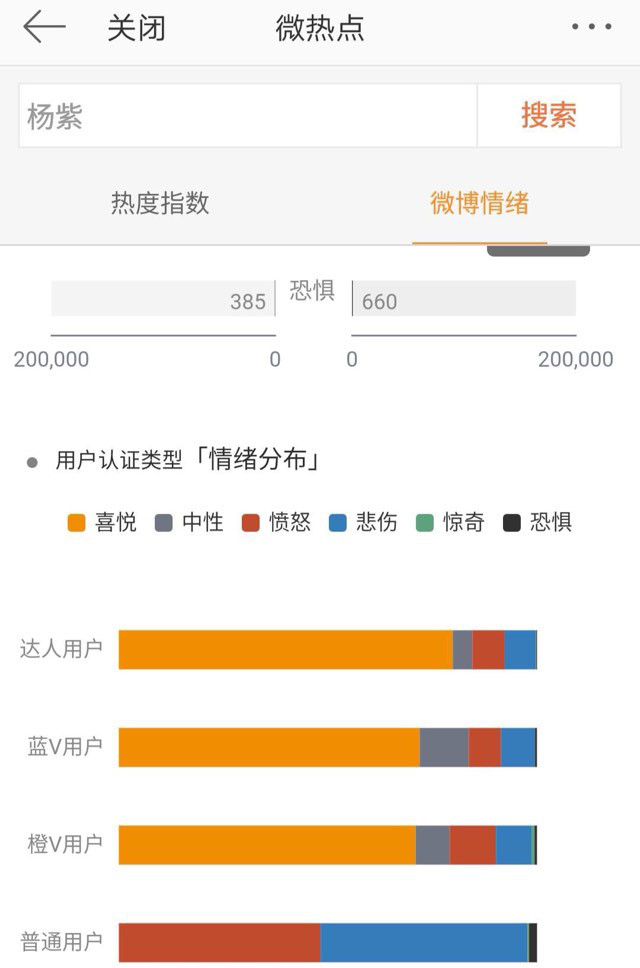 关闭 微热点
杨紫 搜索
热度指数 微博情绪
385 恐惧 660
200,000 0 0 200,000
用户认证类型「情绪分布」
喜悦 中性 愤怒 悲伤 惊奇 恐惧
达人用户
蓝V用户
橙V用户
普通用户